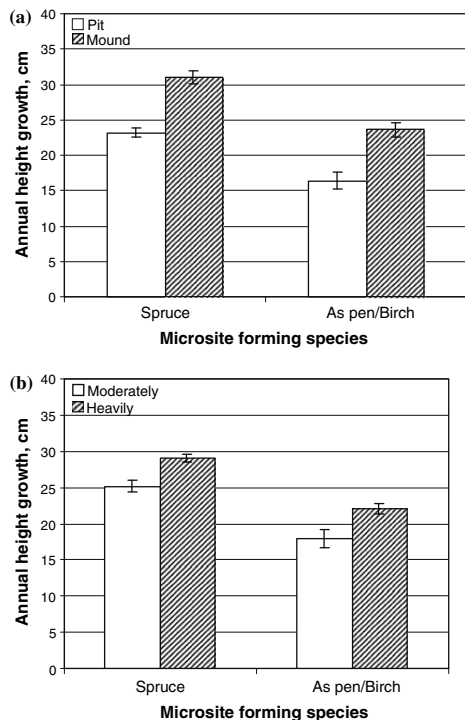 (a)
Pit
Mound
Annual height growth, cm
40
35
30
25
20
15
10
5
0
Spruce As pen/Birch
Microsite forming species
(b)
Moderately
Heavily
Annual height growth, cm
40
35
30
25
20
15
10
5
0
Spruce As pen/Birch
Microsite forming species